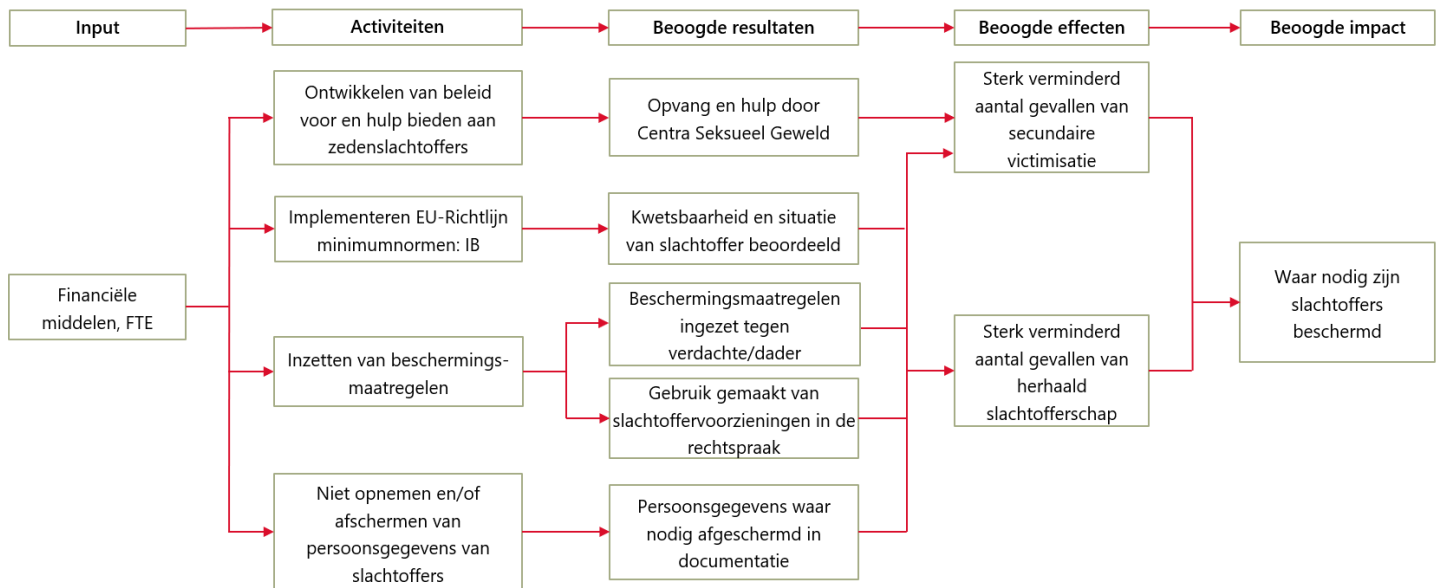 Input
Activiteiten
Beoogde resultaten
Beoogde effecten
Beoogde impact
Financiële
middelen, FTE
Ontwikkelen van beleid
voor en hulp bieden aan
zedenslachtoffers
Implementeren EU-Richtlijn
minimumnormen: IB
Inzetten van beschermings-
maatregelen
Niet opnemen en/of
afschermen van
persoonsgegevens van
slachtoffers
Opvang en hulp door
Centra Seksueel Geweld
Kwetsbaarheid en situatie
van slachtoffer beoordeeld
Beschermingsmaatregelen
ingezet tegen
verdachte/dader
Gebruik gemaakt van
slachtoffervoorzieningen in de
rechtspraak
Persoonsgegevens waar
nodig afgeschermd in
documentatie
Sterk verminderd
aantal gevallen van
secundaire
victimisatie
Sterk verminderd
aantal gevallen van
herhaald
slachtofferschap
Waar nodig zijn
slachtoffers
beschermd